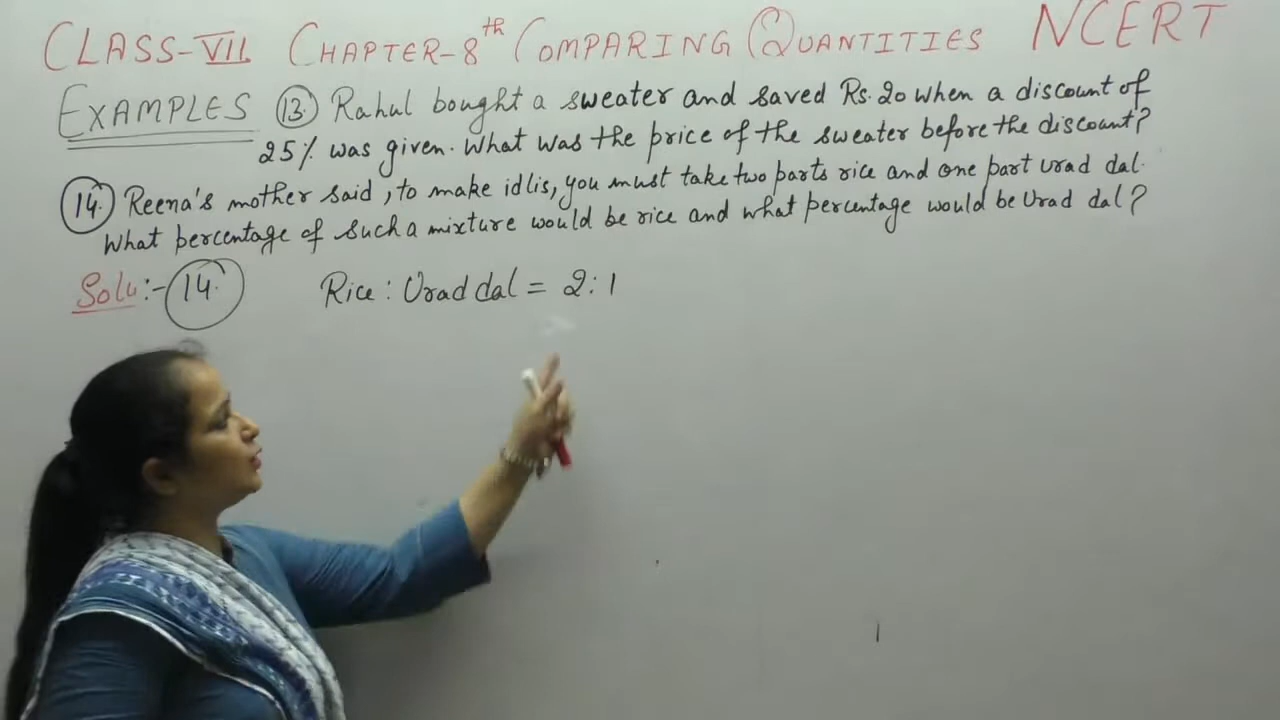 CLASS-VII CHAPTER-8th COMPARING QUANTITIES NCERT
EXAMPLES 13. Rahul bought a sweater and saved Rs. 20 when a discount of
25% was given. What was the price of the sweater before the discount?
14. Reena's mother said, to make idlis, you must take two parts rice and one part Urad dal.
What percentage of such a mixture would be rice and what percentage would be Urad dal?
Solu:- 14. Rice : Urad dal = 2:1